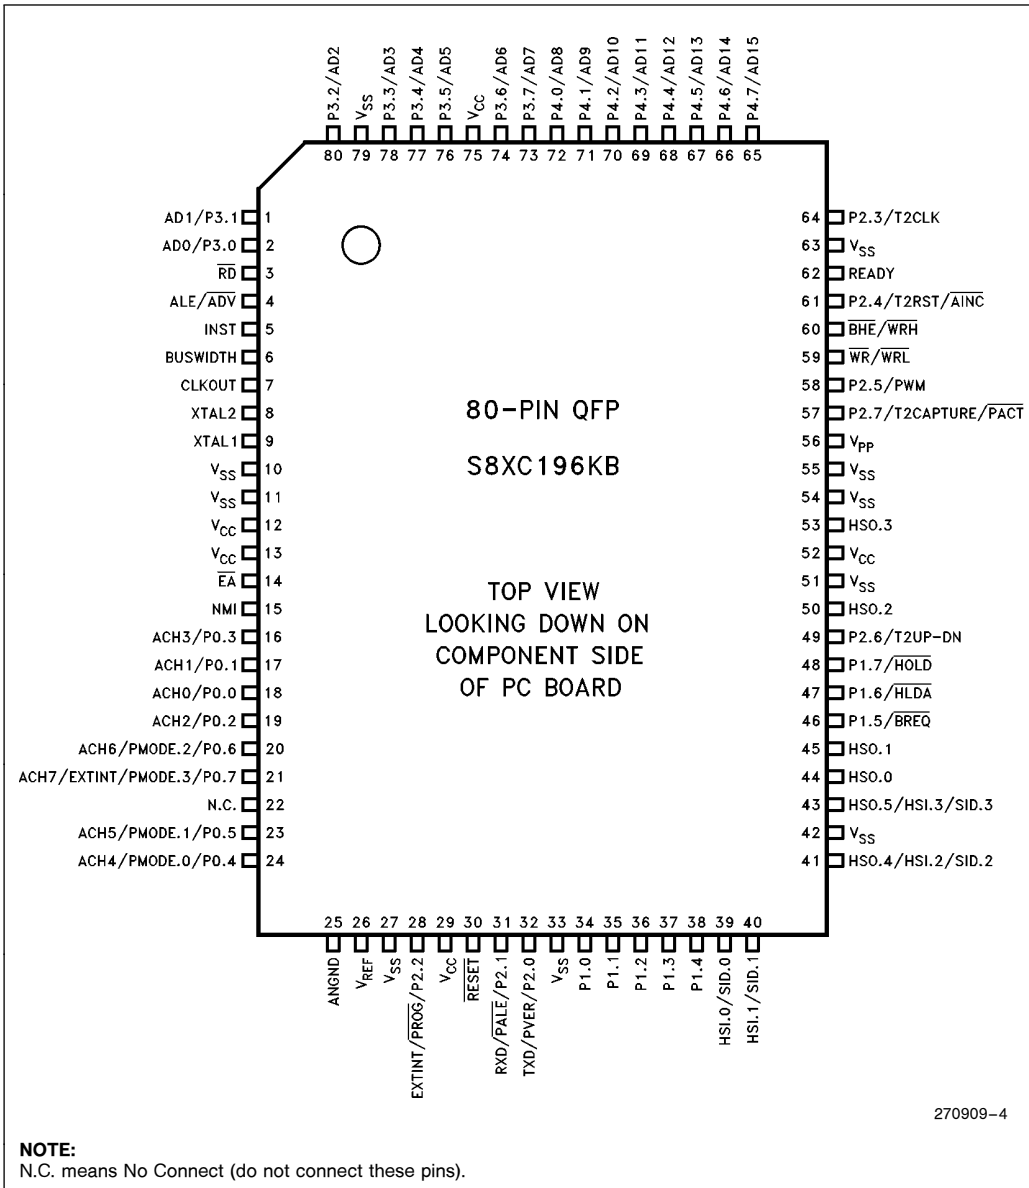 P3.2/AD2
VSS
P3.3/AD3
P3.4/AD4
P3.5/AD5
VCC
P3.6/AD6
P3.7/AD7
P4.0/AD8
P4.1/AD9
P4.2/AD10
P4.3/AD11
P4.4/AD12
P4.5/AD13
P4.6/AD14
P4.7/AD15
80 79 78 77 76 75 74 73 72 71 70 69 68 67 66 65
AD1/P3.1 1
AD0/P3.0 2
RD 3
ALE/ADV 4
INST 5
BUSWIDTH 6
CLKOUT 7
XTAL2 8
XTAL1 9
VSS 10
VSS 11
VCC 12
VCC 13
EA 14
NMI 15
ACH3/P0.3 16
ACH1/P0.1 17
ACH0/P0.0 18
ACH2/P0.2 19
ACH6/PMODE.2/P0.6 20
ACH7/EXTINT/PMODE.3/P0.7 21
N.C. 22
ACH5/PMODE.1/P0.5 23
ACH4/PMODE.0/P0.4 24
80-PIN QFP
S8XC196KB
TOP VIEW
LOOKING DOWN ON
COMPONENT SIDE
OF PC BOARD
64 P2.3/T2CLK
63 VSS
62 READY
61 P2.4/T2RST/AINC
60 BHE/WRH
59 WR/WRL
58 P2.5/PWM
57 P2.7/T2CAPTURE/PACT
56 VPP
55 VSS
54 VSS
53 HSO.3
52 VCC
51 VSS
50 HSO.2
49 P2.6/T2UP-DN
48 P1.7/HOLD
47 P1.6/HLDA
46 P1.5/BREQ
45 HSO.1
44 HSO.0
43 HSO.5/HSI.3/SID.3
42 VSS
41 HSO.4/HSI.2/SID.2
25 26 27 28 29 30 31 32 33 34 35 36 37 38 39 40
ANGND
VREF
VSS
EXTINT/PROG/P2.2
VCC
RESET
RXD/PALE/P2.1
TXD/PVER/P2.0
VSS
P1.0
P1.1
P1.2
P1.3
P1.4
HSI.0/SID.0
HSI.1/SID.1
270909-4
NOTE:
N.C. means No Connect (do not connect these pins).